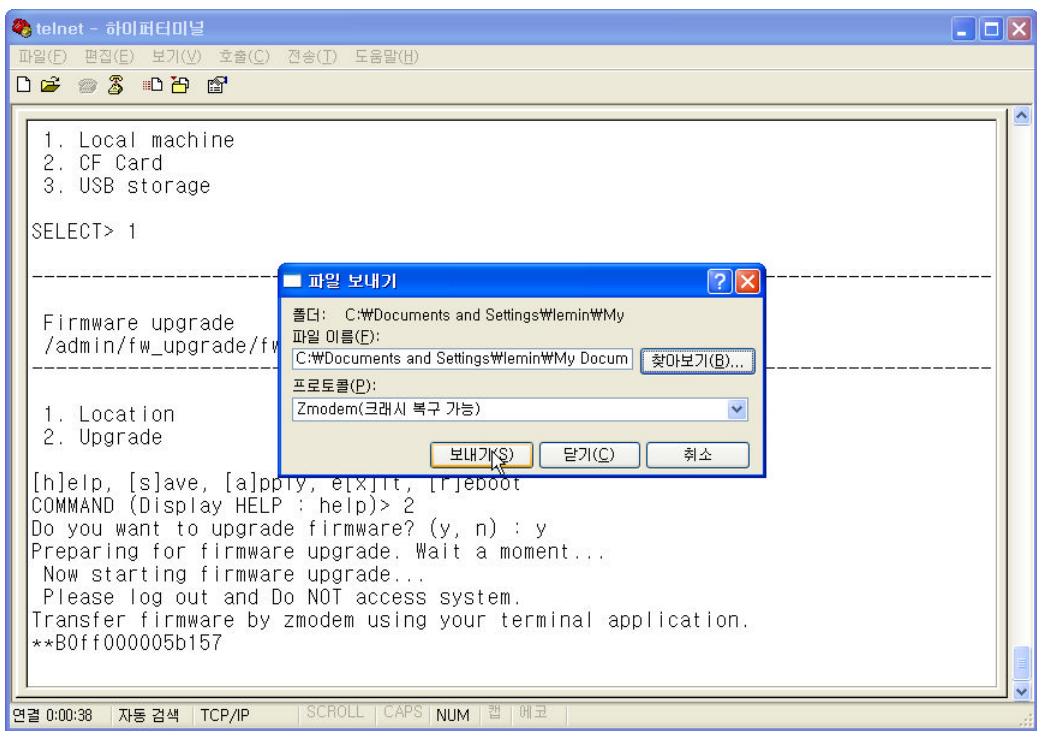 telnet - 하이퍼터미널
파일(F) 편집(E) 보기(V) 호출(C) 전송(T) 도움말(H)
1. Local machine
2. CF Card
3. USB storage
SELECT> 1
--------------------------------------------------------------------------------
Firmware upgrade
/admin/fw_upgrade/fw
--------------------------------------------------------------------------------
파일 보내기
폴더: C:₩Documents and Settings₩lemin₩My
파일 이름(F):
C:₩Documents and Settings₩lemin₩My Docum 찾아보기(B)...
프로토콜(P):
Zmodem(크래시 복구 가능)
보내기(S) 닫기(C) 취소
1. Location
2. Upgrade
[h]elp, [s]ave, [a]pply, e[x]it, [r]eboot
COMMAND (Display HELP : help)> 2
Do you want to upgrade firmware? (y, n) : y
Preparing for firmware upgrade. Wait a moment...
Now starting firmware upgrade...
Please log out and Do NOT access system.
Transfer firmware by zmodem using your terminal application.
**B0ff000005b157
연결 0:00:38 자동 검색 TCP/IP SCROLL CAPS NUM 캡 에코